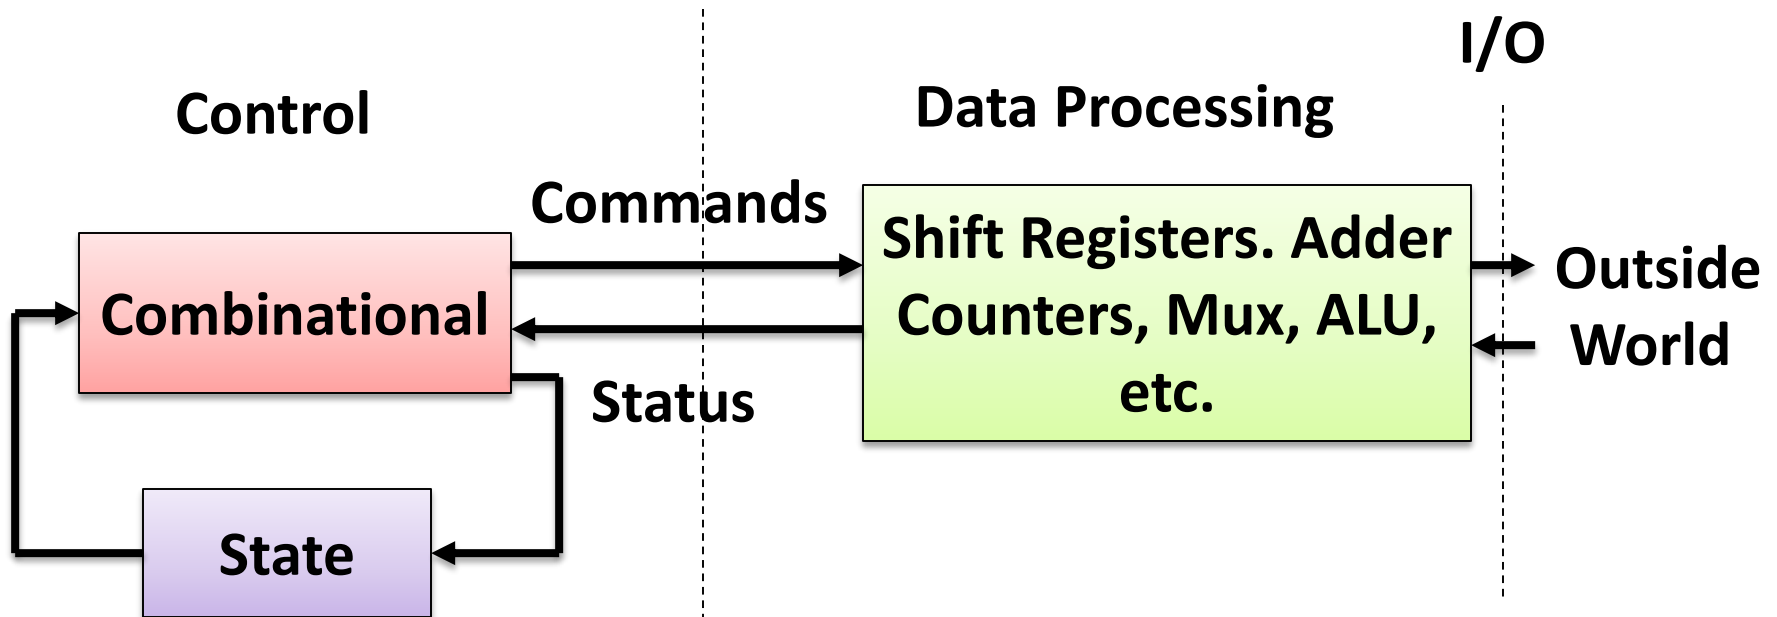 I/O
Control
Data Processing
Commands
Combinational
Status
State
Shift Registers. Adder
Counters, Mux, ALU,
etc.
Outside
World